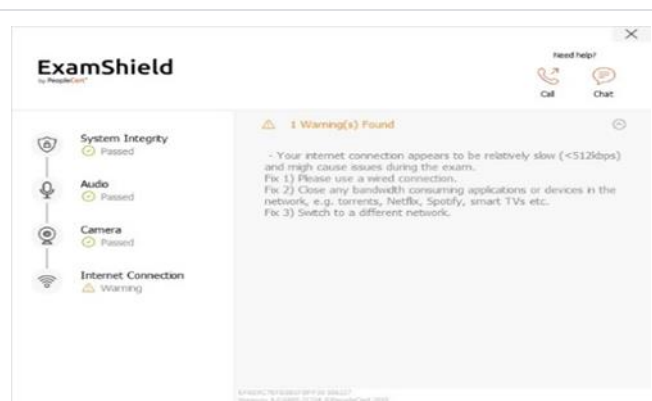 ExamShield
by PeopleCert
Need help?
Call
Chat
System Integrity
Passed
Audio
Passed
Camera
Passed
Internet Connection
Warning
1 Warning(s) Found
- Your internet connection appears to be relatively slow (<512kbps)
and migh cause issues during the exam.
Fix 1) Please use a wired connection.
Fix 2) Close any bandwidth consuming applications or devices in the
network, e.g. torrents, Netflix, Spotify, smart TVs etc.
Fix 3) Switch to a different network.